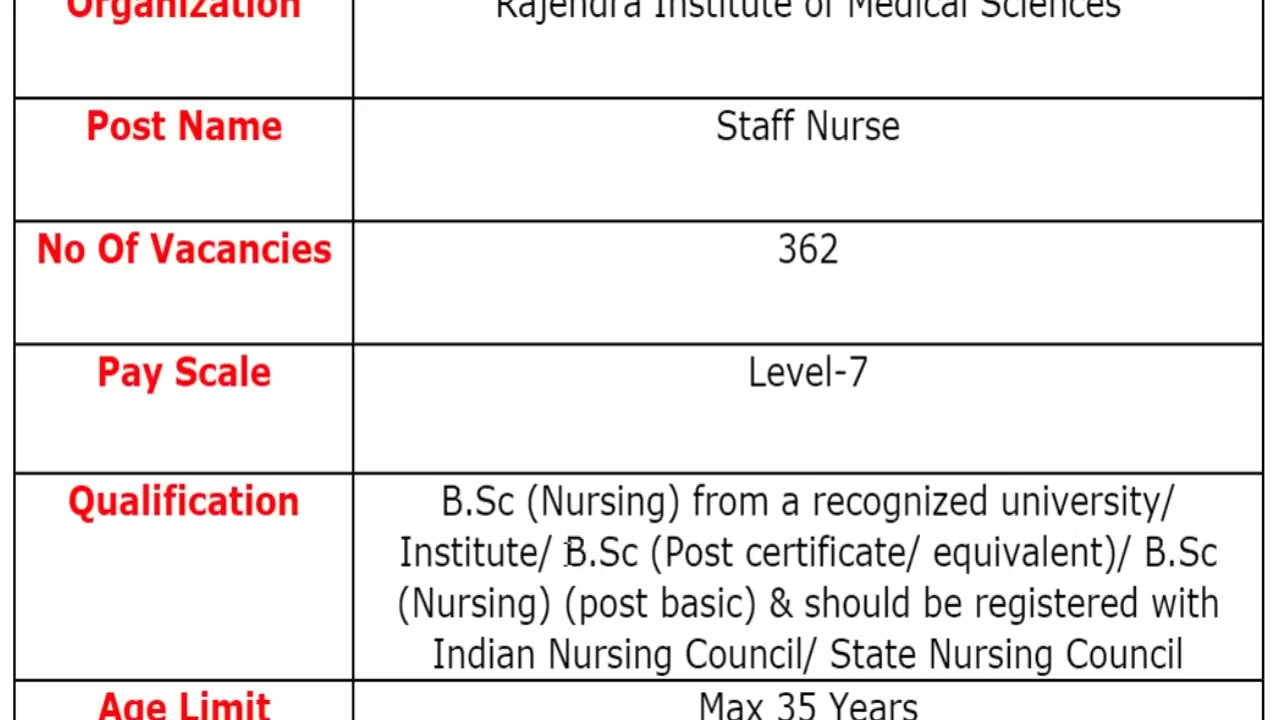 Organization
Rajendra Institute of Medical Sciences
Post Name
Staff Nurse
No Of Vacancies
362
Pay Scale
Level-7
Qualification
B.Sc (Nursing) from a recognized university/
Institute/ B.Sc (Post certificate/ equivalent)/ B.Sc
(Nursing) (post basic) & should be registered with
Indian Nursing Council/ State Nursing Council
Age Limit
Max 35 Years